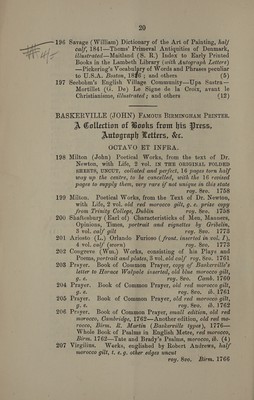 20
196 Savage (William) Dictionary of the Art of Painting, half
calf, 1841—Thoms' Primeval Antiquities of Denmark,
illustrated—Maitland (S. R.) Index to Early Printed
Books in the Lambeth Library (with Autograph Letters)
—Pickering's Vocabulary of Words and Phrases peculiar
to U.S.A. Boston, 1816; and others (5)
197 Seebohm's English Village Community—Ups Sastra—
Mortillet (G. De) Le Signe de la Croix, avant le
Christianisme, illustrated; and others (12)
BASKERVILLE (JOHN) FAMOUS BIRMINGHAM PRINTER.
A Collection of Books from his Press,
Autograph Letters, &c.
OCTAVO ET INFRA.
198 Milton (John) Poetical Works, from the text of Dr.
Newton, with Life, 2 vol. IN THE ORIGINAL FOLDED
SHEETS, UNCUT, collated and perfect, 16 pages torn half
way up the centre, to be cancelled, with the 16 revised
pages to supply them, very rare if not unique in this state
roy. 8vo. 1758
199 Milton. Poetical Works, from the Text of Dr. Newton,
with Life, 2 vol. old red morocco gilt, g. e. prize copy
from Trinity College, Dublin roy. 8vo. 1758
200 Shaftesbury (Earl of) Characteristicks of Men, Manners,
Opinions, Times, portrait and vignettes by Gribelin,
3 vol. calf gilt roy. 8vo. 1773
201 Ariosto (L.) Orlando Furioso (front. inserted in vol. I.),
4 vol. calf (worn) roy. 8vo. 1773
202 Congreve (Wm.) Works, consisting of his Plays and
Poems, portrait and plates, 3 vol. old calf roy. 8vo. 1761
203 Prayer. Book of Common Prayer, copy of Baskerville's
letter to Horace Walpole inserted, old blue morocco gilt,
g. e. roy. 8vo. Camb. 1760
204 Prayer. Book of Common Prayer, old red morocco gilt,
g. e. roy. 8vo. ib. 1761
205 Prayer. Book of Common Prayer, old red morocco gilt,
g. e. roy. 8vo. ib. 1762
206 Prayer. Book of Common Prayer, small edition, old red
morocco, Cambridge, 1762—Another edition, old red mo-
rocco, Birm. R. Martin (Baskerville types), 1776—
Whole Book of Psalms in English Metre, red morocco,
Birm. 1762—Tate and Brady's Psalms, morocco, ib. (4)
207 Virgilius. Works, englished by Robert Andrews, half
morocco gilt, t. e. g. other edges uncut
roy. 8vo. Birm. 1766